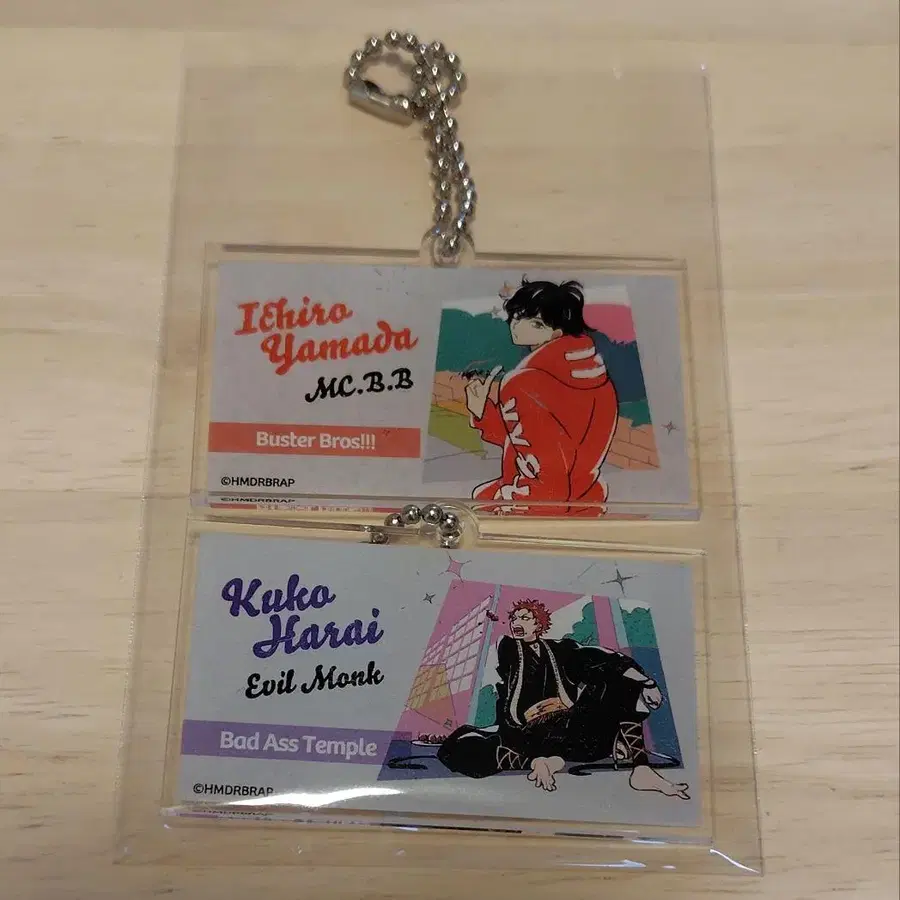 Ichiro
Yamada
MC.B.B
Buster Bros!!!
©HMDRBRAP
Kuko
Harai
Evil Monk
Bad Ass Temple
©HMDRBRAP